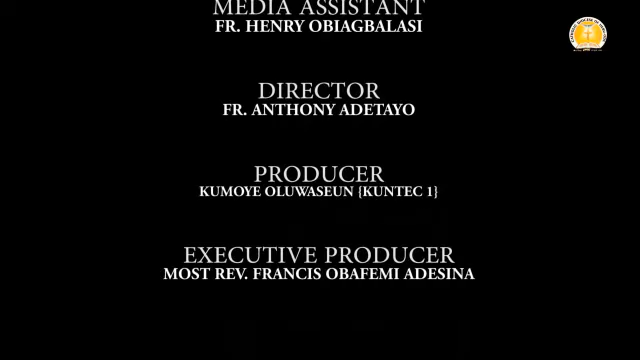 MEDIA ASSISTANT
FR. HENRY OBIAGBALASI
DIRECTOR
FR. ANTHONY ADETAYO
PRODUCER
KUMOYE OLUWASEUN {KUNTEC 1}
EXECUTIVE PRODUCER
MOST REV. FRANCIS OBAFEMI ADESINA